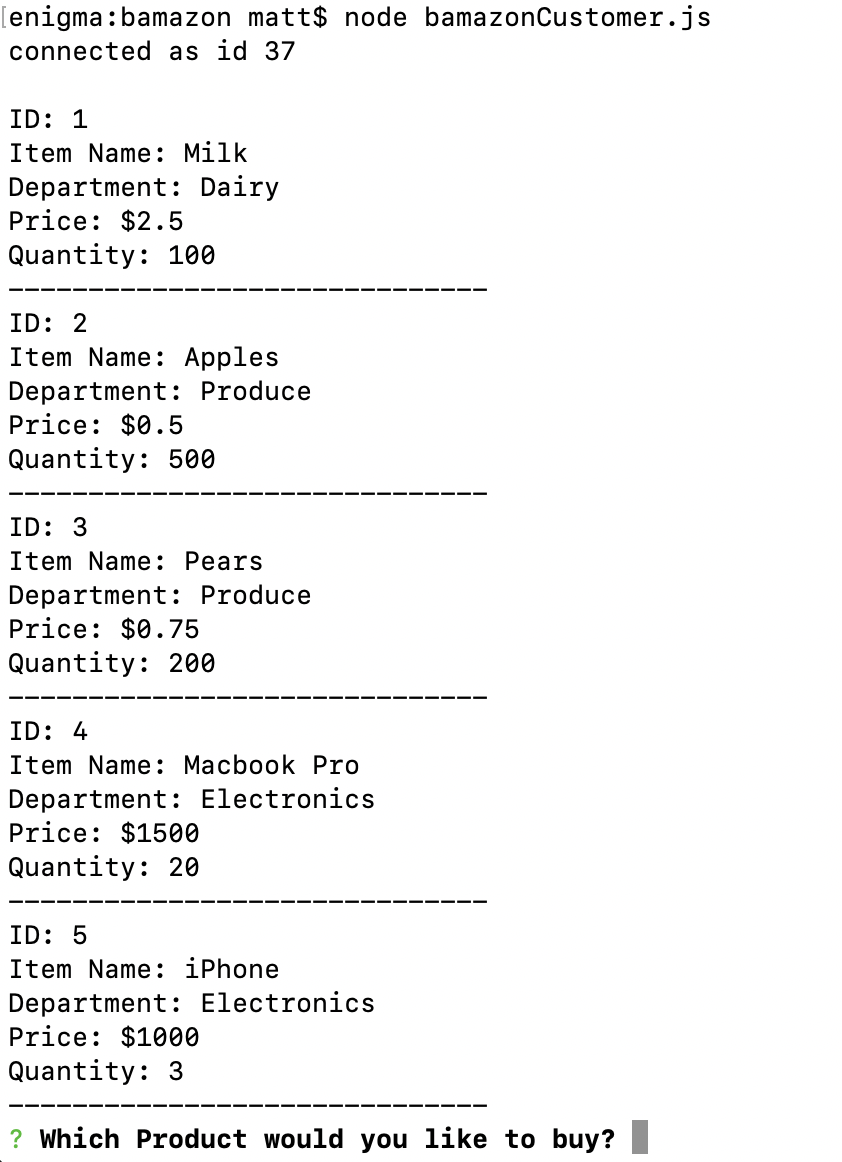 [enigma:bamazon matt$ node bamazonCustomer.js
connected as id 37
ID: 1
Item Name: Milk
Department: Dairy
Price: $2.5
Quantity: 100
------------------------------
ID: 2
Item Name: Apples
Department: Produce
Price: $0.5
Quantity: 500
------------------------------
ID: 3
Item Name: Pears
Department: Produce
Price: $0.75
Quantity: 200
------------------------------
ID: 4
Item Name: Macbook Pro
Department: Electronics
Price: $1500
Quantity: 20
------------------------------
ID: 5
Item Name: iPhone
Department: Electronics
Price: $1000
Quantity: 3
------------------------------
? Which Product would you like to buy?